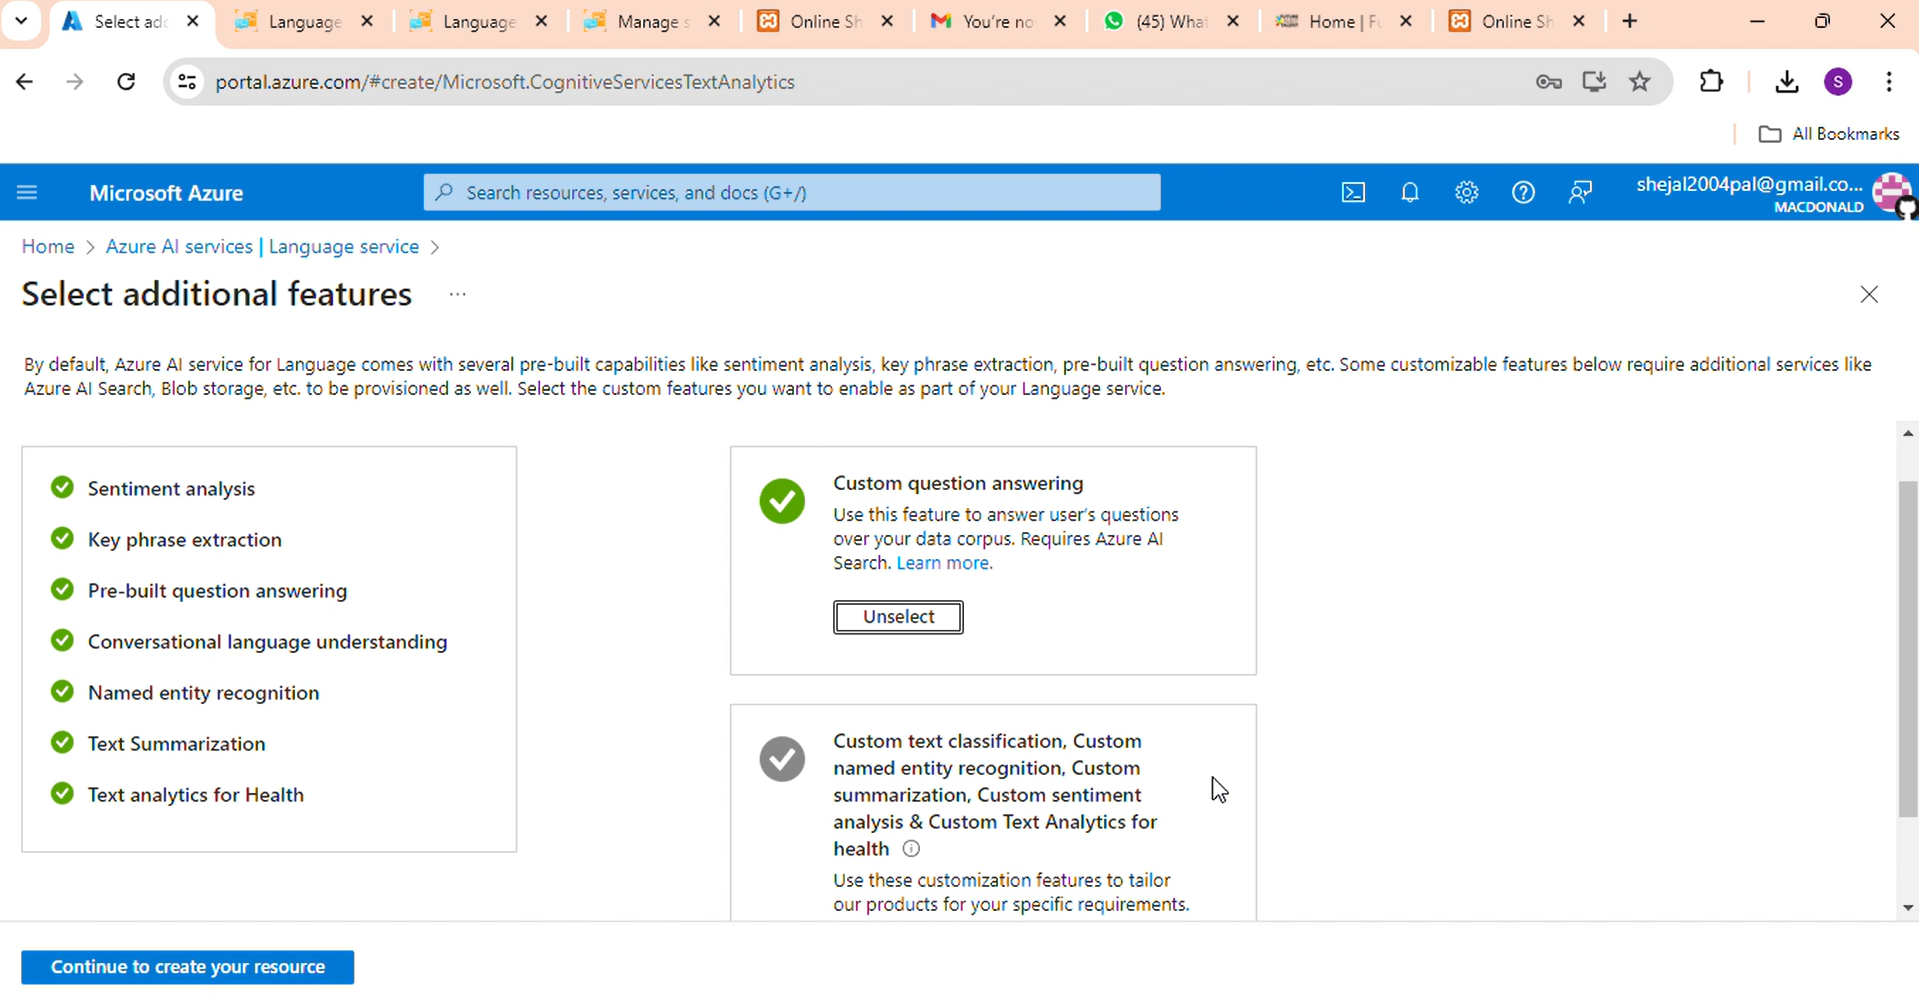 Select ad
Language
Language
Manage s
Online Sh
You're no
(45) What
Home | Fu
Online Sh
portal.azure.com/#create/Microsoft.CognitiveServicesTextAnalytics
S
All Bookmarks
Microsoft Azure
Search resources, services, and docs (G+/)
shejal2004pal@gmail.co...
MACDONALD
Home > Azure AI services | Language service >
Select additional features ...
By default, Azure AI service for Language comes with several pre-built capabilities like sentiment analysis, key phrase extraction, pre-built question answering, etc. Some customizable features below require additional services like
Azure AI Search, Blob storage, etc. to be provisioned as well. Select the custom features you want to enable as part of your Language service.
Sentiment analysis
Key phrase extraction
Pre-built question answering
Conversational language understanding
Named entity recognition
Text Summarization
Text analytics for Health
Custom question answering
Use this feature to answer user's questions
over your data corpus. Requires Azure AI
Search. Learn more.
Unselect
Custom text classification, Custom
named entity recognition, Custom
summarization, Custom sentiment
analysis & Custom Text Analytics for
health
Use these customization features to tailor
our products for your specific requirements.
Continue to create your resource